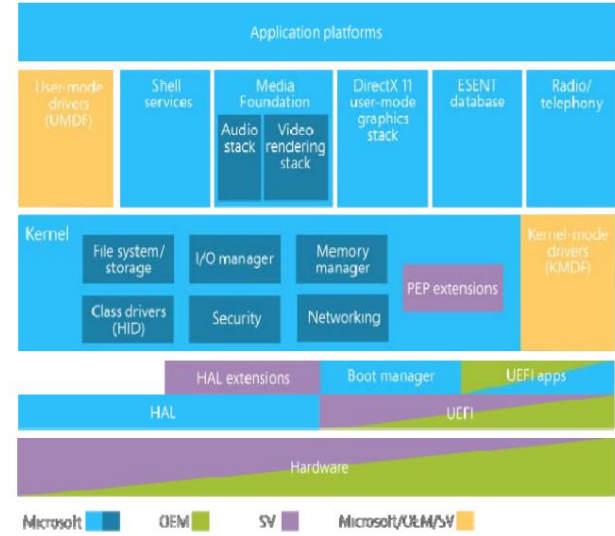 Application platforms
User-mode
drivers
(UMDF)
Shell
services
Media
Foundation
Audio
stack
Video
rendering
stack
DirectX 11
user-mode
graphics
stack
ESENT
database
Radio/
telephony
Kernel
File system/
storage
I/O manager
Memory
manager
Class drivers
(HID)
Security
Networking
PEP extensions
Kernel-mode
drivers
(KMDF)
HAL extensions
Boot manager
UEFI apps
HAL
UEFI
Hardware
Microsoft
OEM
SV
Microsoft/OEM/SV